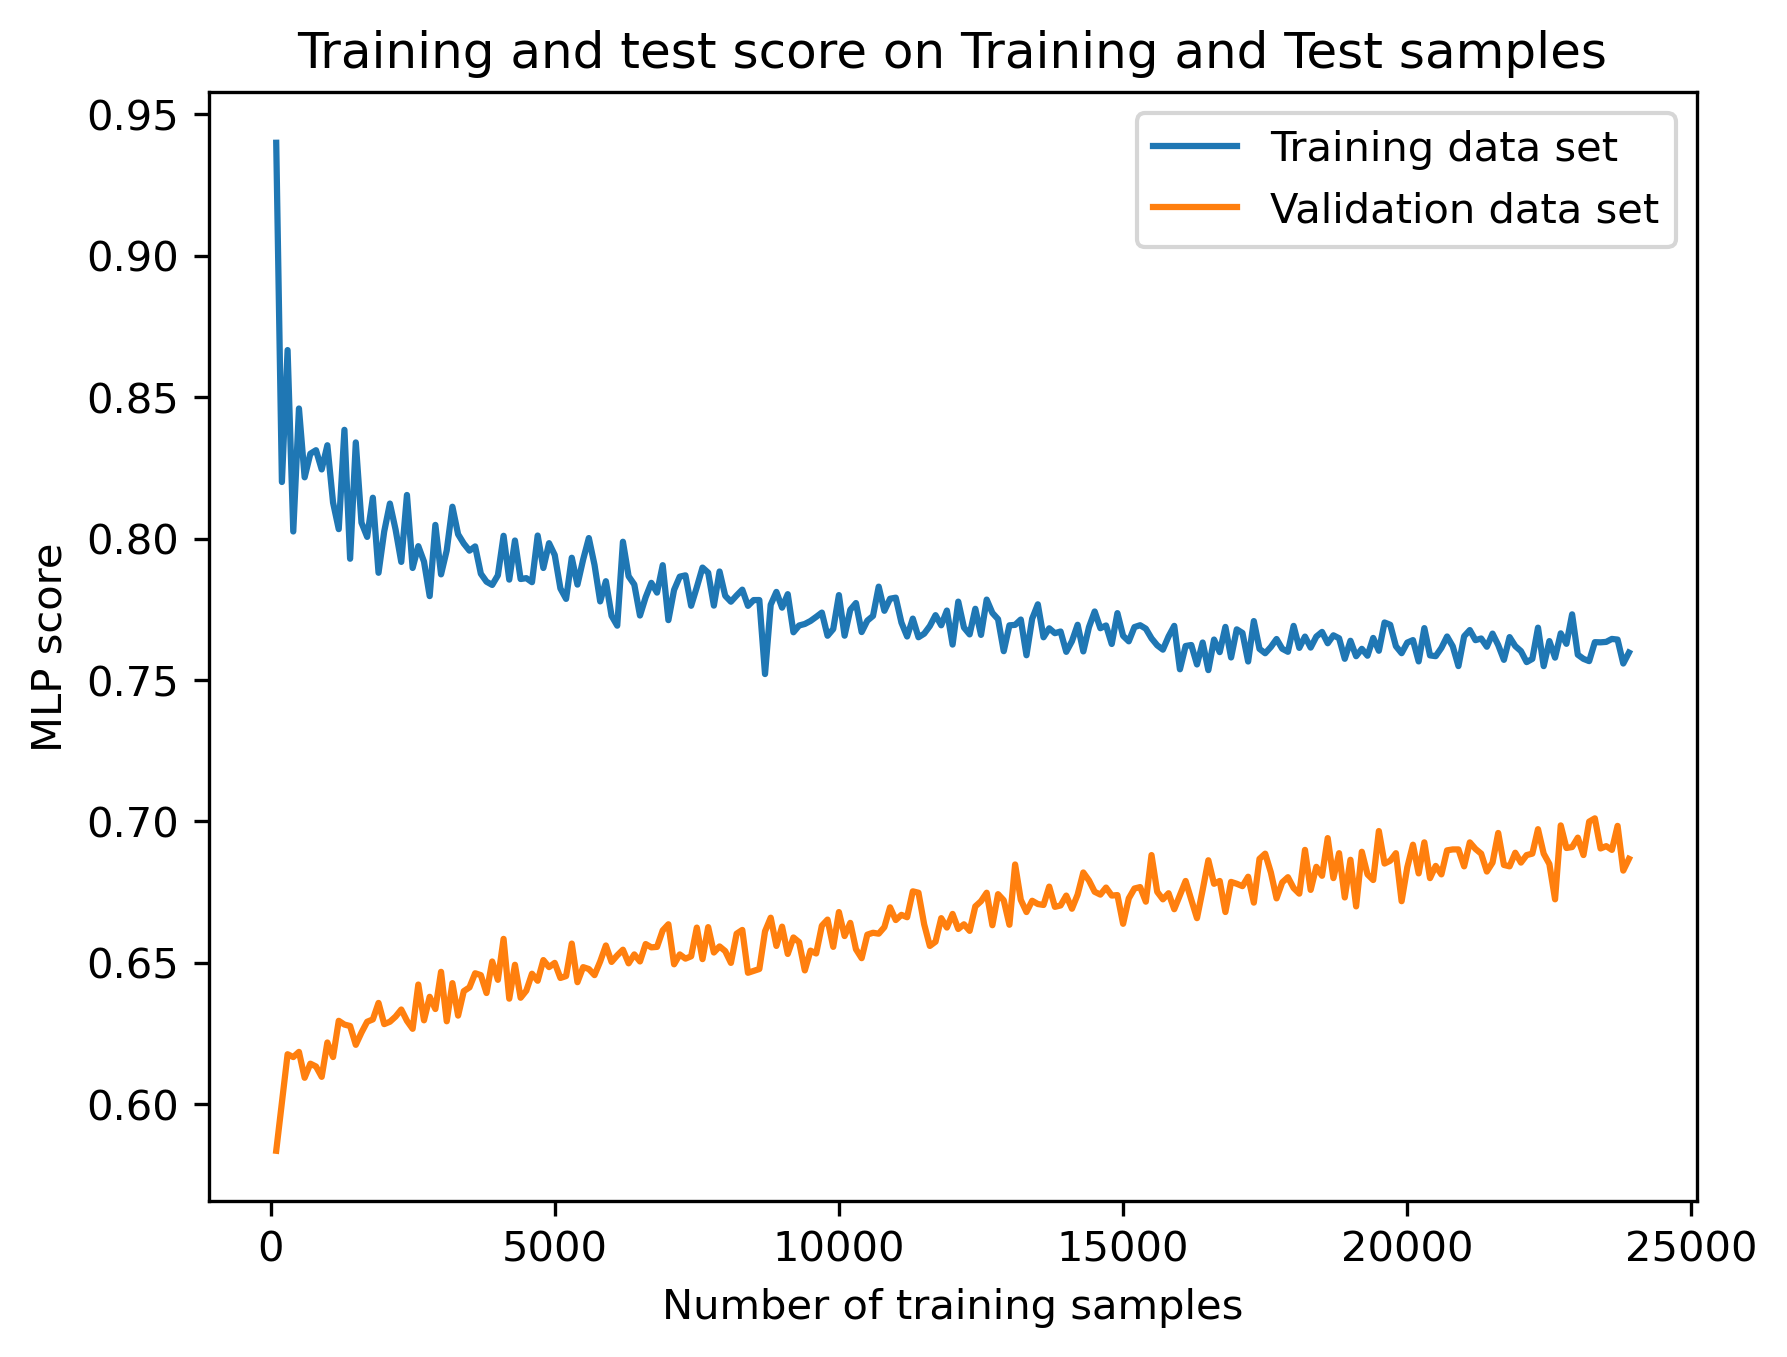 Training and test score on Training and Test samples
0.95
0.90
0.85
0.80
0.75
0.70
0.65
0.60
MLP score
Training data set
Validation data set
0
5000
10000
15000
20000
25000
Number of training samples